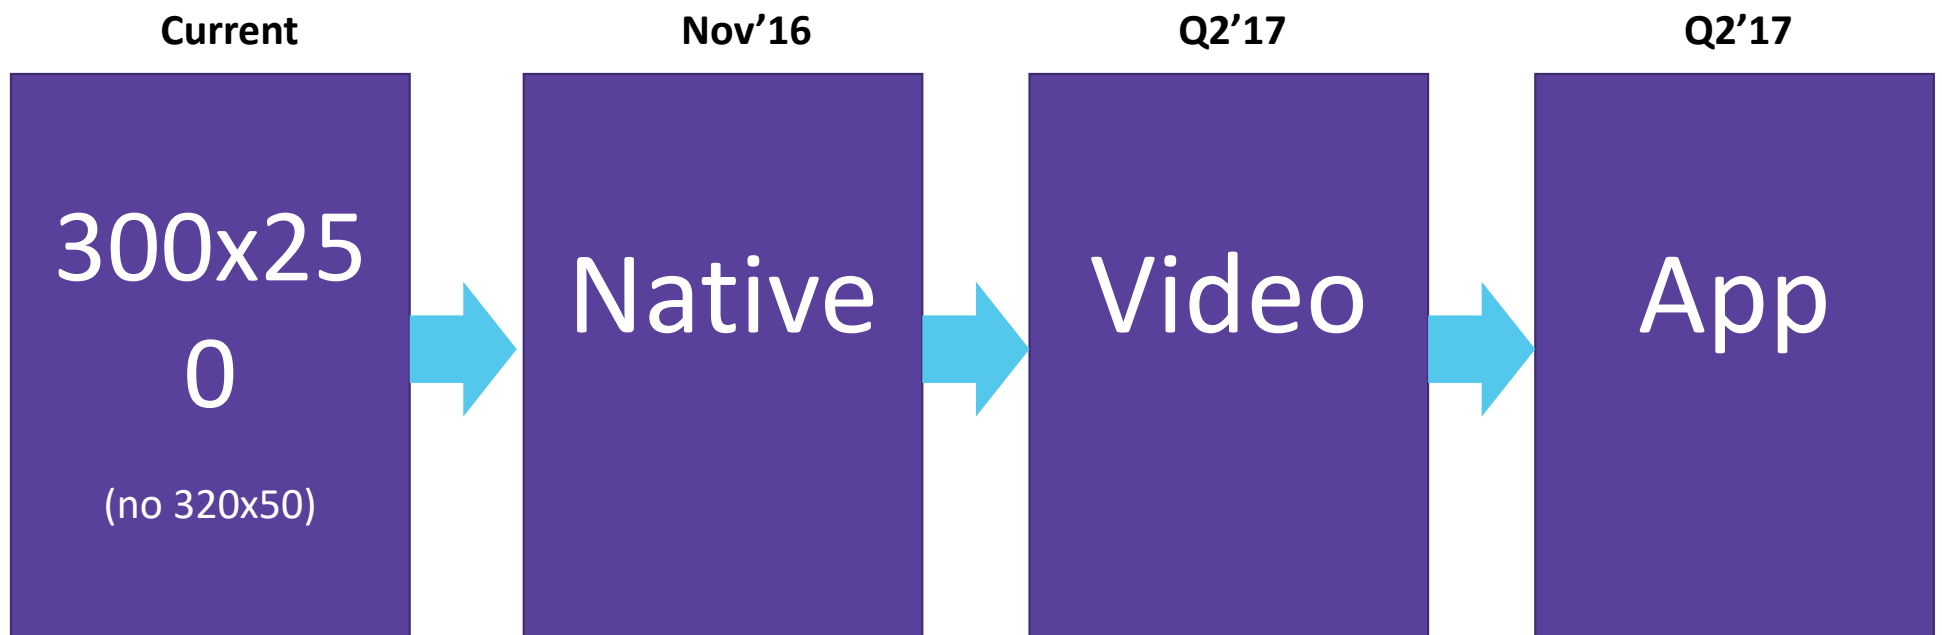 Current
Nov’16
Q2’17
Q2’17
300x25
0
(no 320x50)
Native
Video
App